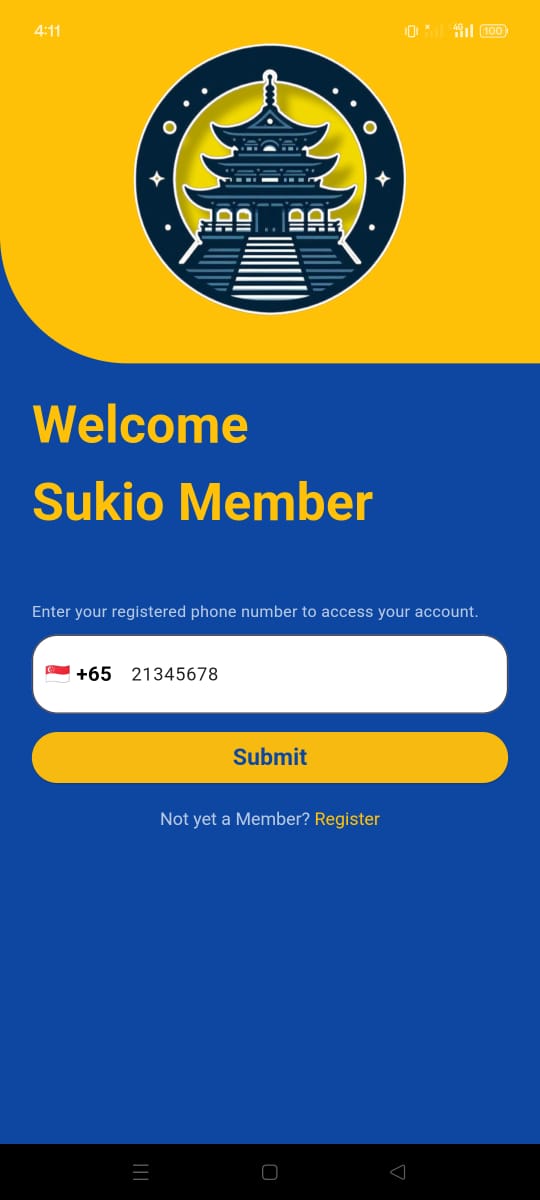 4:11
4G
100
Welcome
Sukio Member
Enter your registered phone number to access your account.
+65 21345678
Submit
Not yet a Member? Register